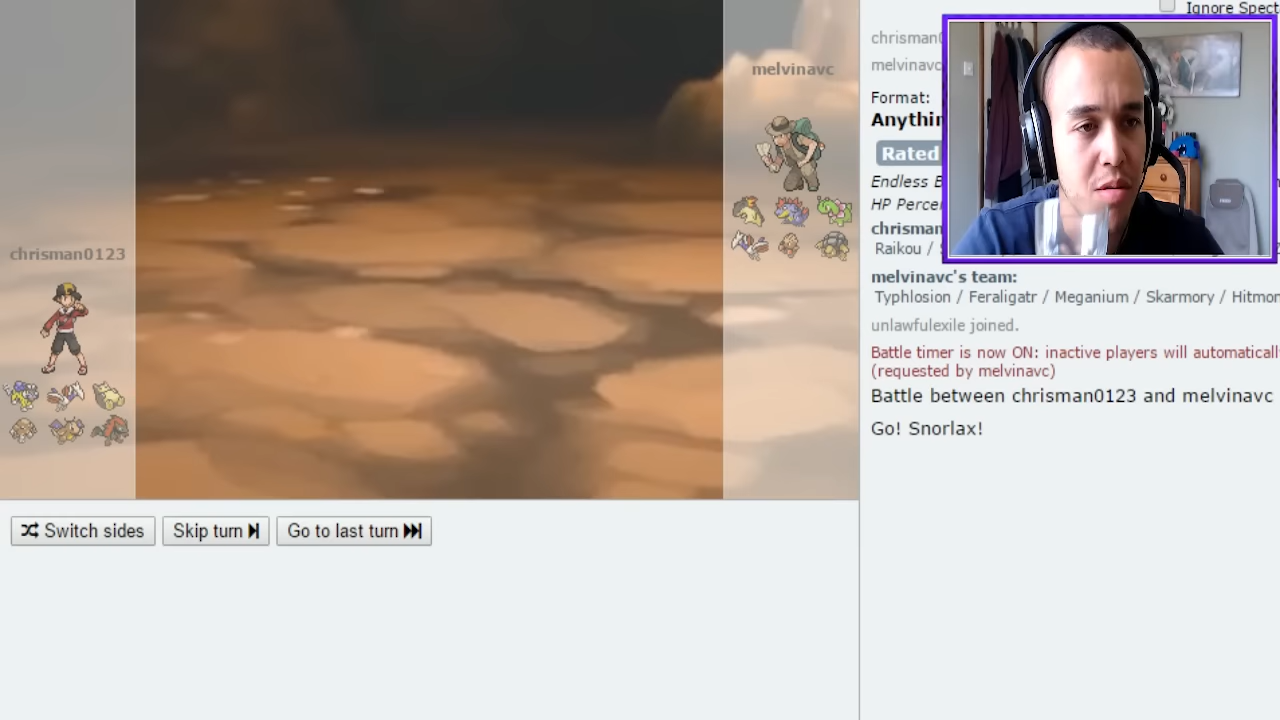 Ignore Spect
melvinavc
chrisman0123
chrisman0
melvinavc
Format:
Anythin
Rated
Endless B
HP Percen
chrisman
Raikou / S
melvinavc's team:
Typhlosion / Feraligatr / Meganium / Skarmory / Hitmon
unlawfulexile joined.
Battle timer is now ON: inactive players will automaticall
(requested by melvinavc)
Battle between chrisman0123 and melvinavc
Go! Snorlax!
Switch sides
Skip turn
Go to last turn